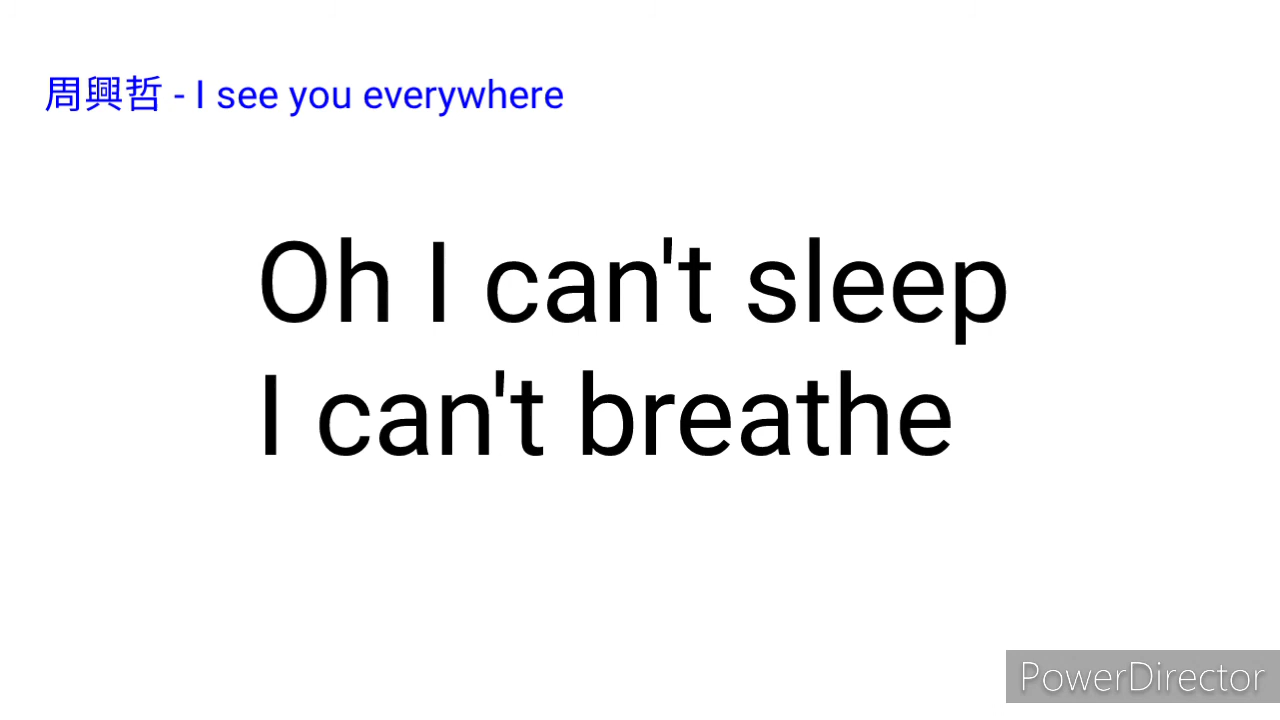 周興哲 - I see you everywhere
Oh I can't sleep
I can't breathe
PowerDirector